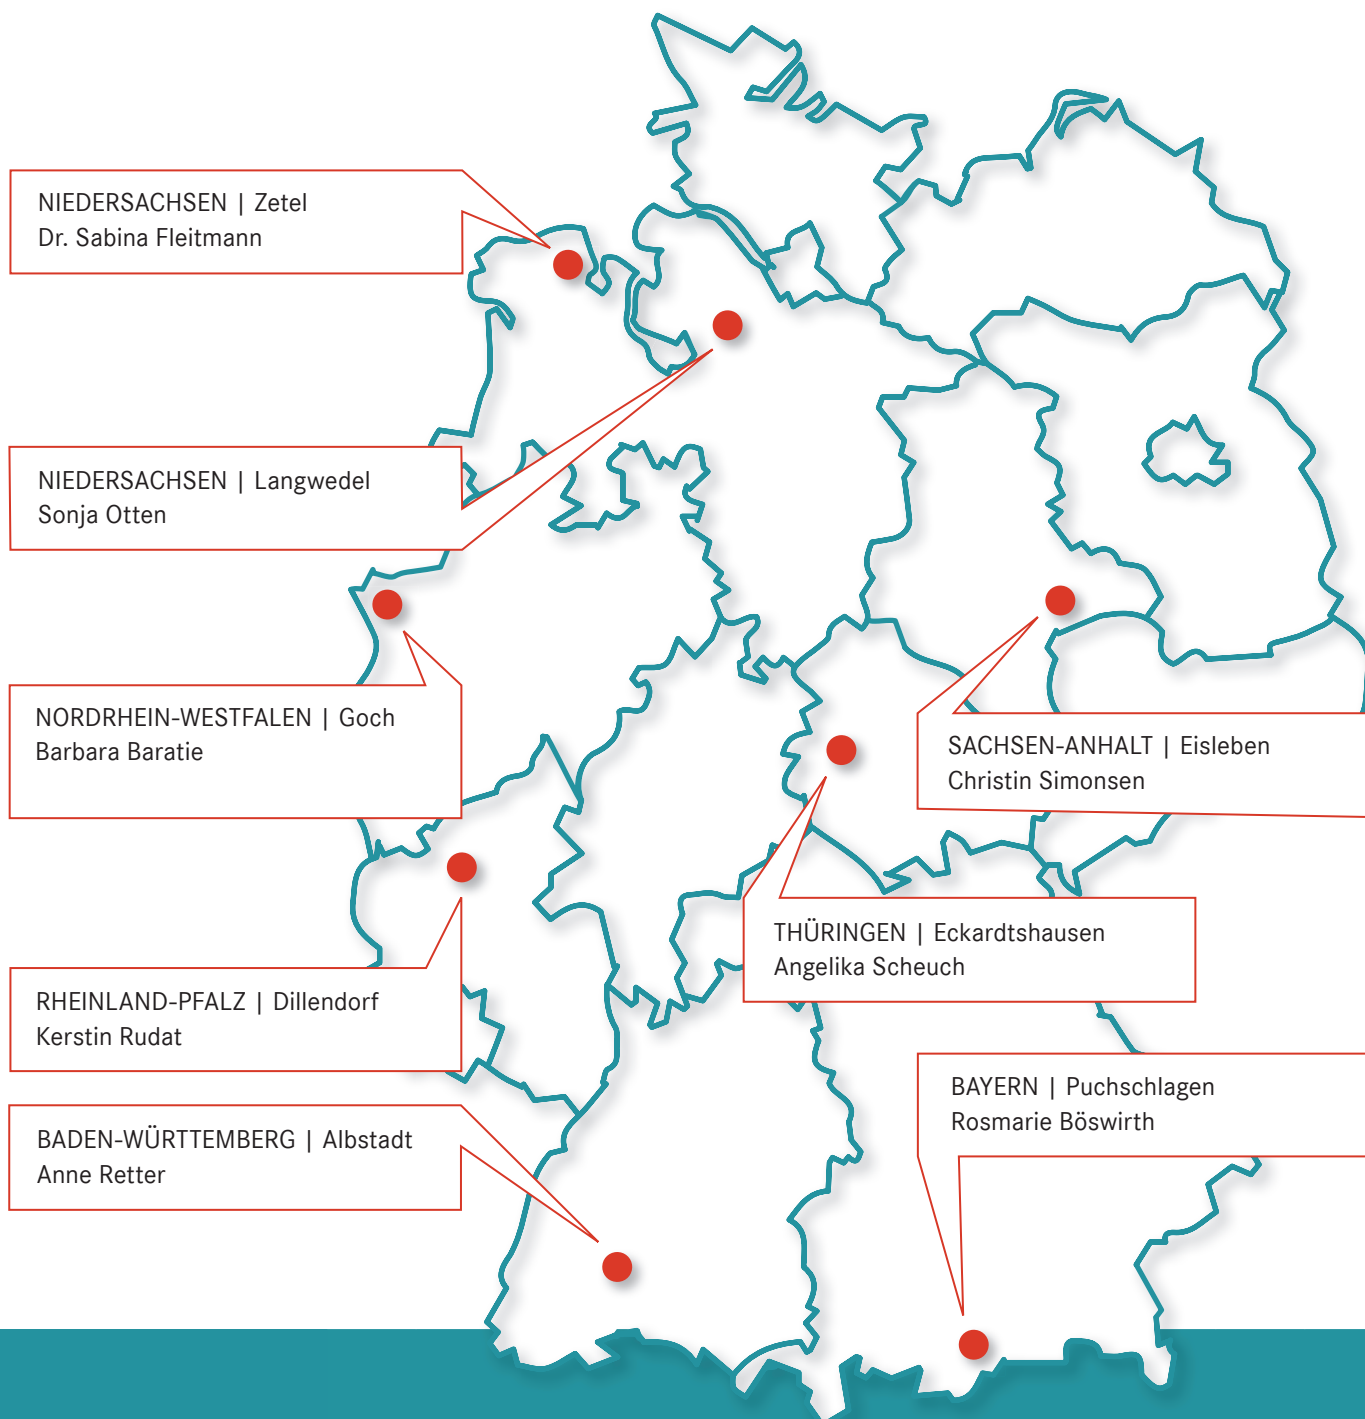 NIEDERSACHSEN | Zetel
Dr. Sabina Fleitmann
NIEDERSACHSEN | Langwedel
Sonja Otten
NORDRHEIN-WESTFALEN | Goch
Barbara Baratie
SACHSEN-ANHALT | Eisleben
Christin Simonsen
THÜRINGEN | Eckardtshausen
Angelika Scheuch
RHEINLAND-PFALZ | Dillendorf
Kerstin Rudat
BAYERN | Puchschlagen
Rosmarie Böswirth
BADEN-WÜRTTEMBERG | Albstadt
Anne Retter